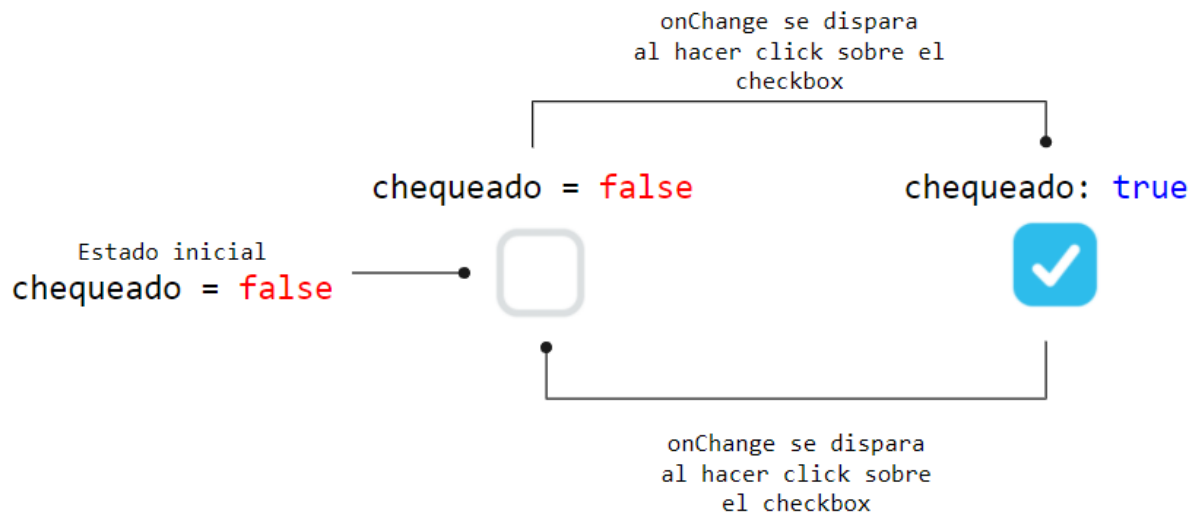 onChange se dispara
al hacer click sobre el
checkbox
chequeado = false
chequeado: true
Estado inicial
chequeado = false
onChange se dispara
al hacer click sobre
el checkbox